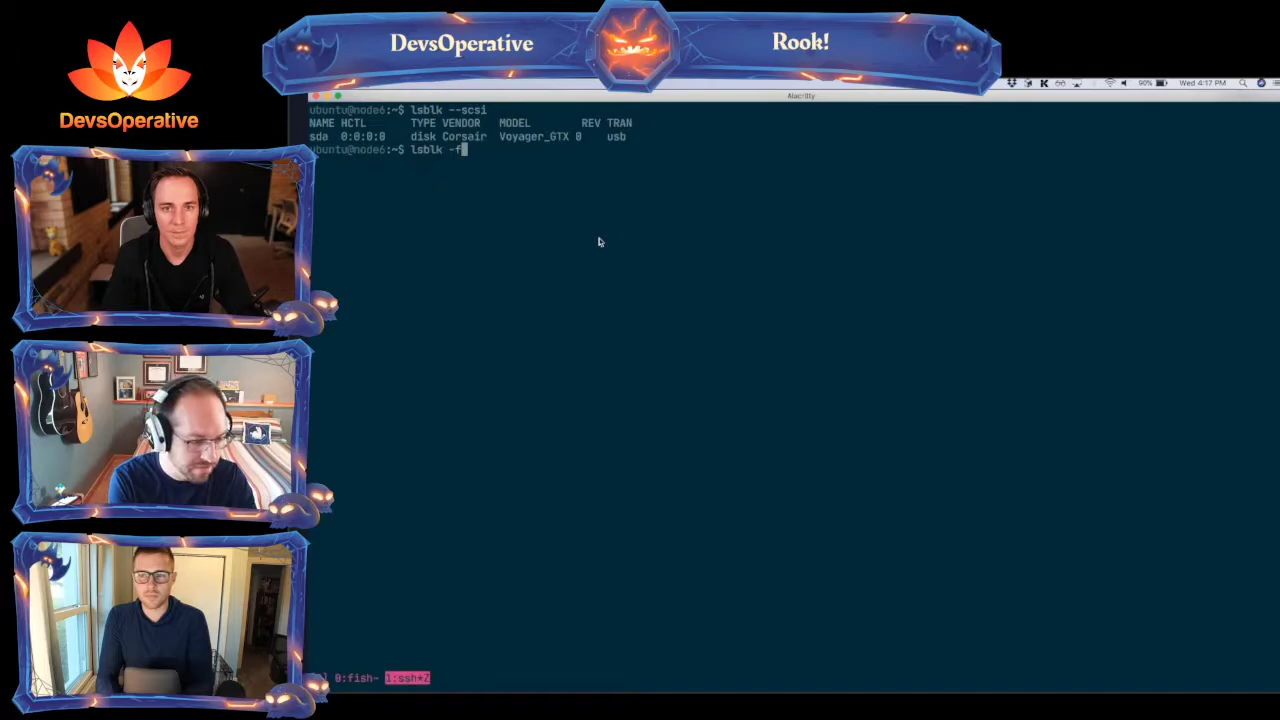 DevsOperative
Rook!
DevsOperative
90%
Wed 4:17 PM
Alacritty
ubuntu@node6:~$ lsblk --scsi
NAME HCTL TYPE VENDOR MODEL REV TRAN
sda 0:0:0:0 disk Corsair Voyager_GTX 0 usb
ubuntu@node6:~$ lsblk -f
0:fish- 1:ssh*Z